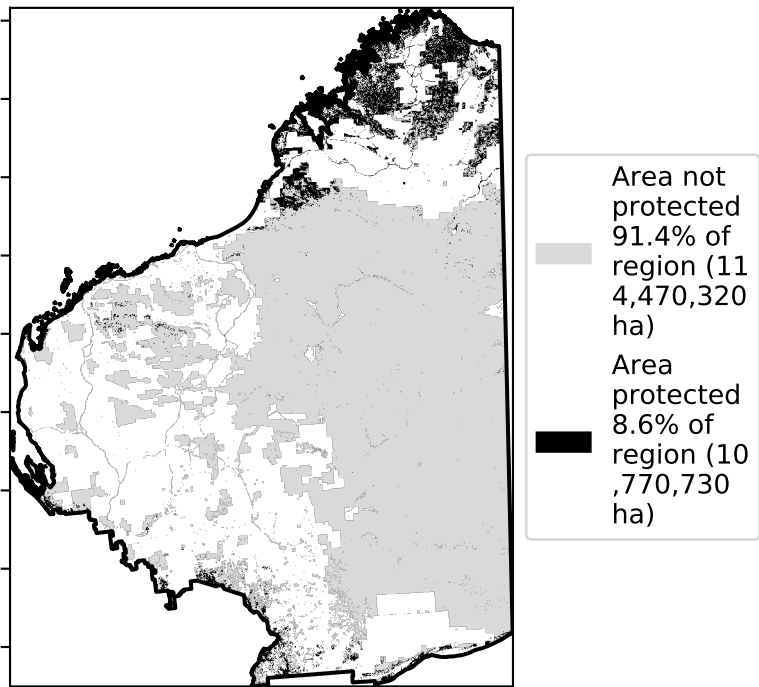 Area not
protected
91.4% of
region (11
4,470,320
ha)
Area
protected
8.6% of
region (10
,770,730
ha)